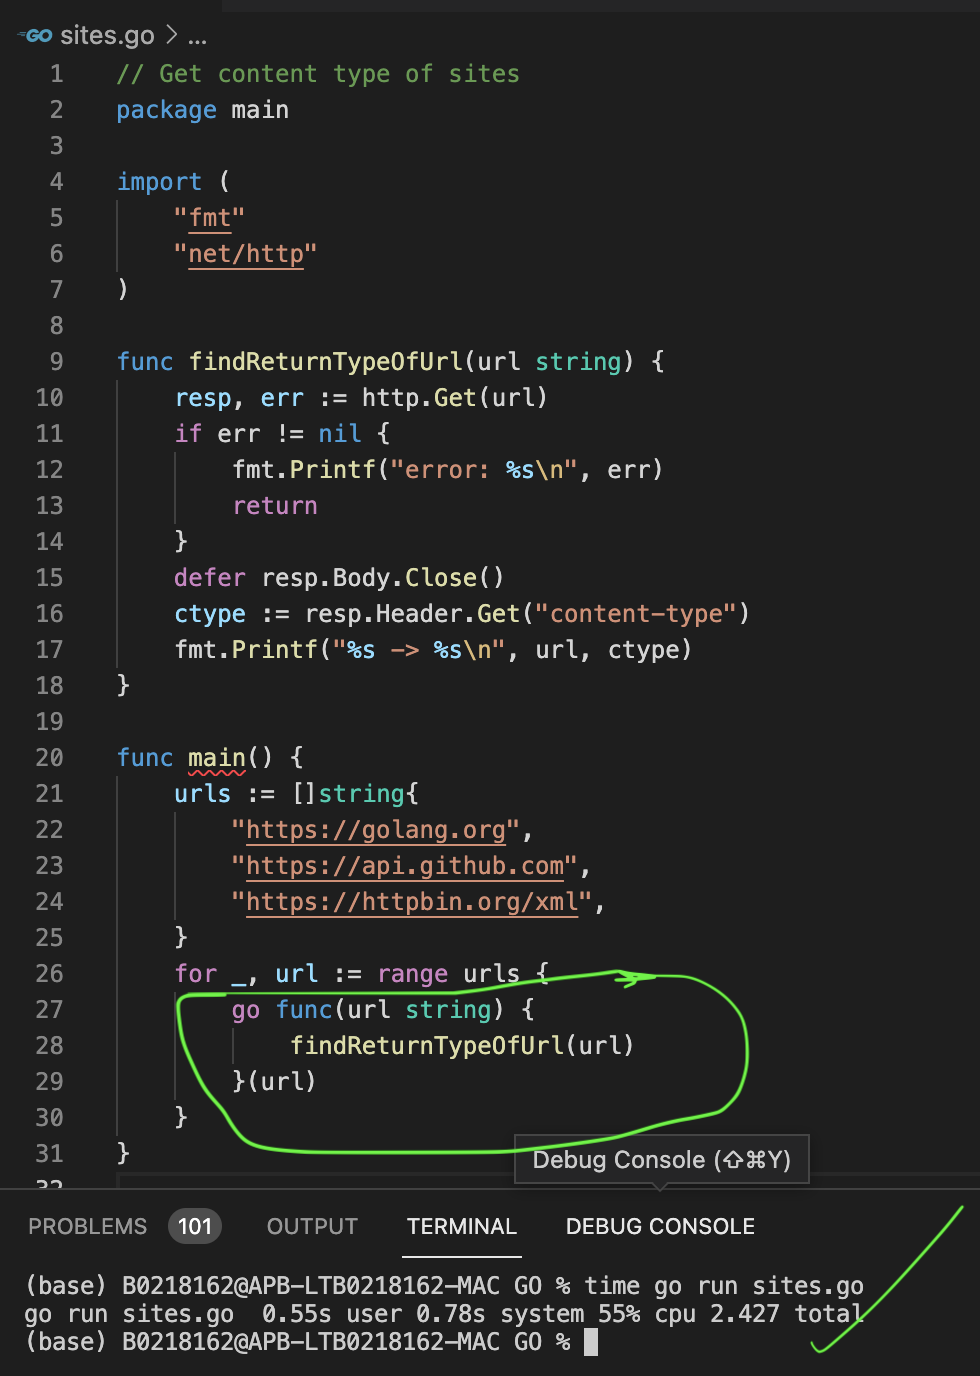 GO sites.go > ...
1 // Get content type of sites
2 package main
3
4 import (
5     "fmt"
6     "net/http"
7 )
8
9 func findReturnTypeOfUrl(url string) {
10     resp, err := http.Get(url)
11     if err != nil {
12         fmt.Printf("error: %s\n", err)
13         return
14     }
15     defer resp.Body.Close()
16     ctype := resp.Header.Get("content-type")
17     fmt.Printf("%s -> %s\n", url, ctype)
18 }
19
20 func main() {
21     urls := []string{
22         "https://golang.org",
23         "https://api.github.com",
24         "https://httpbin.org/xml",
25     }
26     for _, url := range urls {
27         go func(url string) {
28             findReturnTypeOfUrl(url)
29         }(url)
30     }
31 }
32
Debug Console (⇧⌘Y)
PROBLEMS 101 OUTPUT TERMINAL DEBUG CONSOLE
(base) B0218162@APB-LTB0218162-MAC GO % time go run sites.go
go run sites.go  0.55s user 0.78s system 55% cpu 2.427 total
(base) B0218162@APB-LTB0218162-MAC GO %